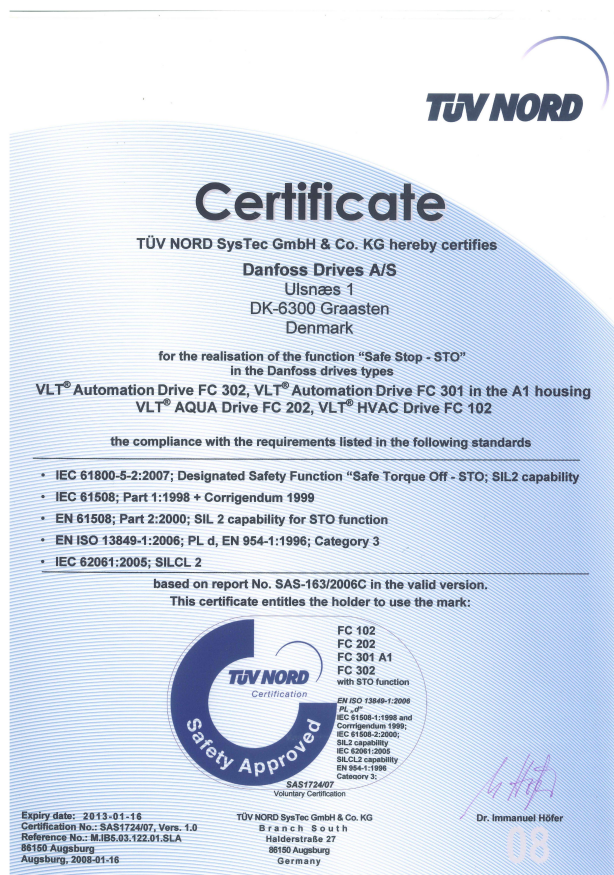 TÜV NORD
Certificate
TÜV NORD SysTec GmbH & Co. KG hereby certifies
Danfoss Drives A/S
Ulsnæs 1
DK-6300 Graasten
Denmark
for the realisation of the function “Safe Stop - STO”
in the Danfoss drives types
VLT® Automation Drive FC 302, VLT® Automation Drive FC 301 in the A1 housing
VLT® AQUA Drive FC 202, VLT® HVAC Drive FC 102
the compliance with the requirements listed in the following standards
• IEC 61800-5-2:2007; Designated Safety Function “Safe Torque Off - STO; SIL2 capability
• IEC 61508; Part 1:1998 + Corrigendum 1999
• EN 61508; Part 2:2000; SIL 2 capability for STO function
• EN ISO 13849-1:2006; PL d, EN 954-1:1996; Category 3
• IEC 62061:2005; SILCL 2
based on report No. SAS-163/2006C in the valid version.
This certificate entitles the holder to use the mark:
TÜV NORD
Certification
Safety Approved
FC 102
FC 202
FC 301 A1
FC 302
with STO function
EN ISO 13849-1:2006
PL „d“
IEC 61508-1:1998 and
Corrrigendum 1999;
IEC 61508-2:2000;
SIL2 capability
IEC 62061:2005
SILCL2 capability
EN 954-1:1996
Category 3:
SAS1724/07
Voluntary Certification
Expiry date: 2013-01-16
Certification No.: SAS1724/07, Vers. 1.0
Reference No.: M.IB5.03.122.01.SLA
86150 Augsburg
Augsburg, 2008-01-16
TÜV NORD SysTec GmbH & Co. KG
Branch South
Halderstraße 27
86150 Augsburg
Germany
Dr. Immanuel Höfer
08